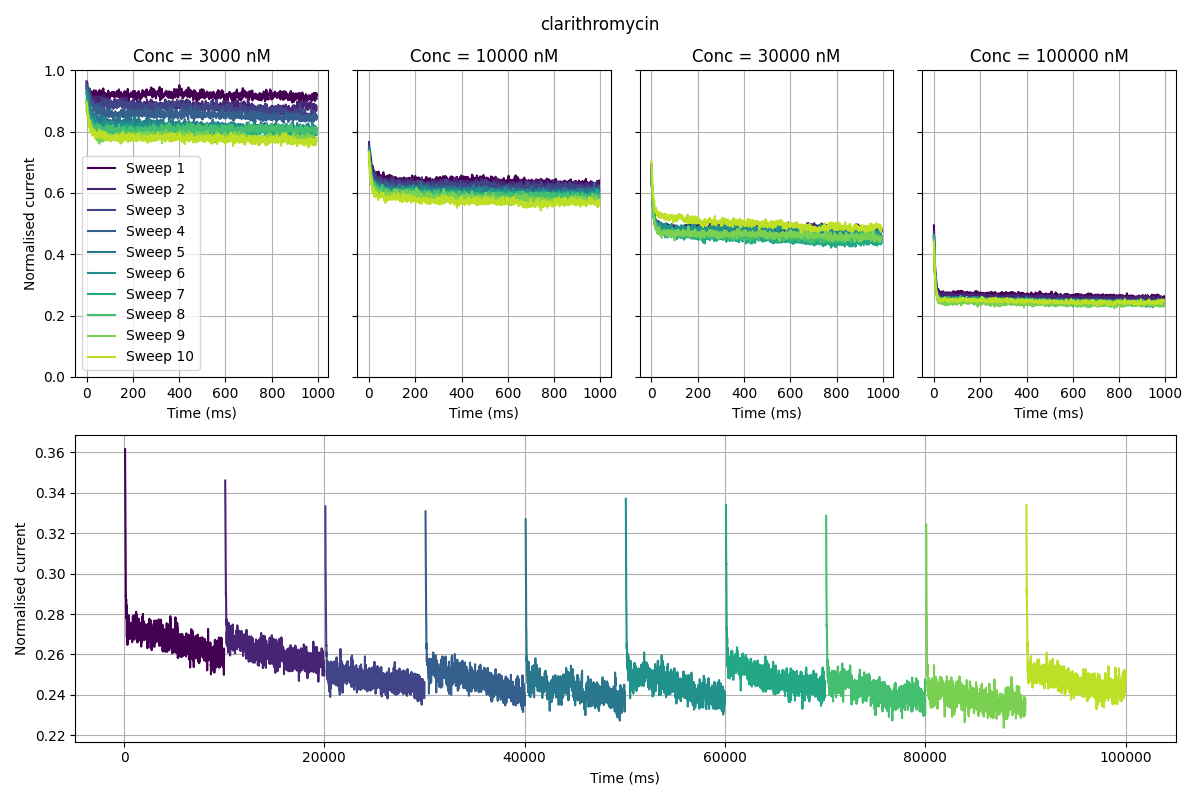 clarithromycin
Conc = 3000 nM
Conc = 10000 nM
Conc = 30000 nM
Conc = 100000 nM
Normalised current
1.0
0.8
0.6
0.4
0.2
0.0
Sweep 1
Sweep 2
Sweep 3
Sweep 4
Sweep 5
Sweep 6
Sweep 7
Sweep 8
Sweep 9
Sweep 10
0 200 400 600 800 1000
0 200 400 600 800 1000
0 200 400 600 800 1000
0 200 400 600 800 1000
Time (ms)
Time (ms)
Time (ms)
Time (ms)
Normalised current
0.36
0.34
0.32
0.30
0.28
0.26
0.24
0.22
0 20000 40000 60000 80000 100000
Time (ms)